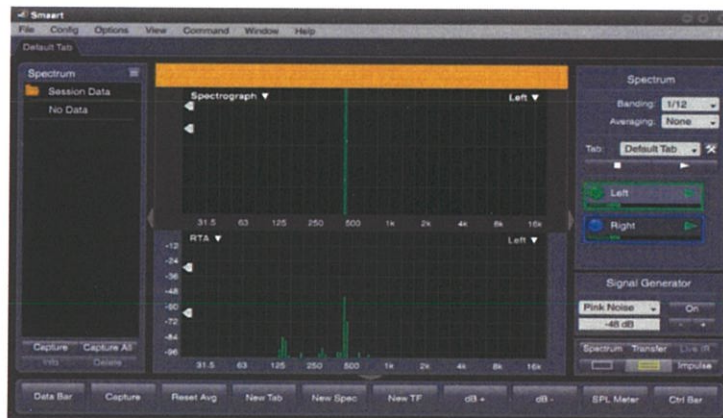 Smaart
File Config Options View Command Window Help
Default Tab
Spectrum
Session Data
No Data
Capture Capture All
Info Delete
Spectrograph ▼ Left ▼
31.5 63 125 250 500 1k 2k 4k 8k 16k
RTA ▼ Left ▼
-12
-24
-36
-48
-60
-72
-84
-96
31.5 63 125 250 500 1k 2k 4k 8k 16k
Spectrum
Banding: 1/12
Averaging: None
Tab: Default Tab
Left
Right
Signal Generator
Pink Noise On
-48 dB - +
Spectrum Transfer Live IR
Impulse
Data Bar Capture Reset Avg New Tab New Spec New TF dB + dB - SPL Meter Ctrl Bar